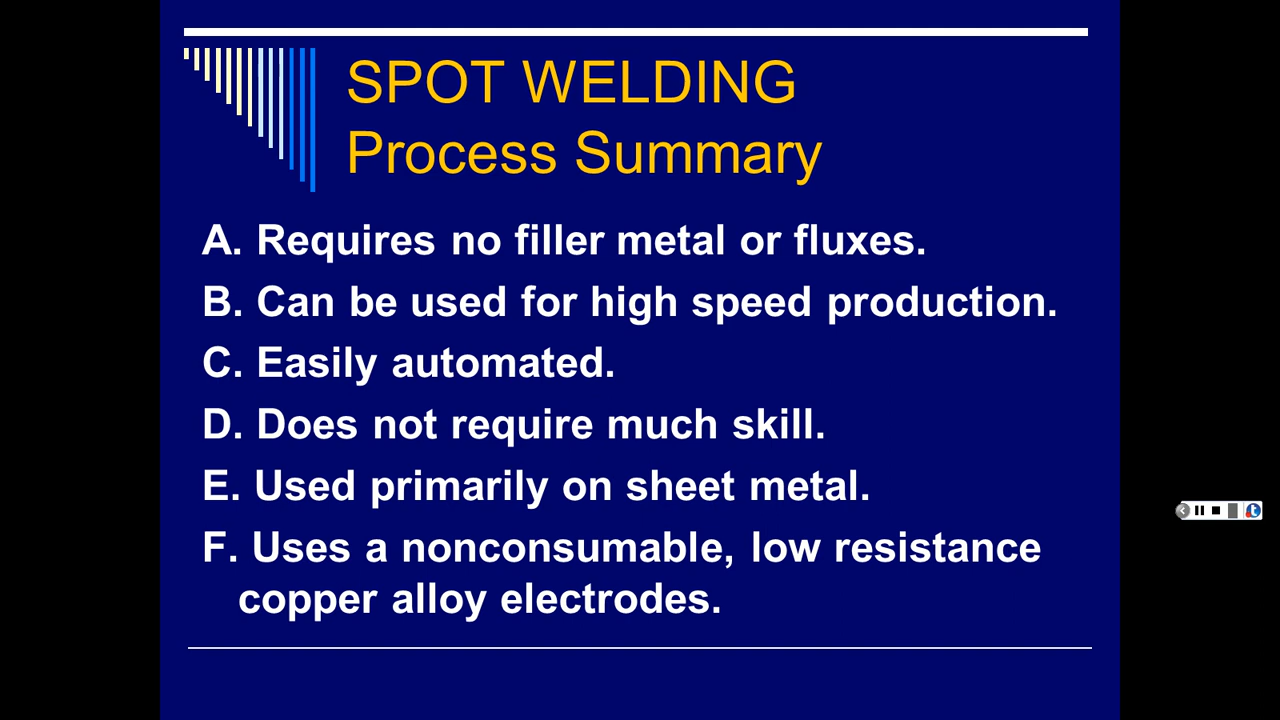 SPOT WELDING
Process Summary
A. Requires no filler metal or fluxes.
B. Can be used for high speed production.
C. Easily automated.
D. Does not require much skill.
E. Used primarily on sheet metal.
F. Uses a nonconsumable, low resistance
copper alloy electrodes.